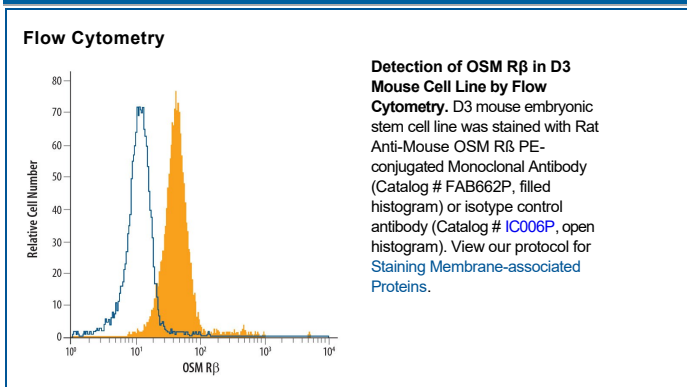 Flow Cytometry
80
70
60
50
40
30
20
10
0
Relative Cell Number
10⁰
10¹
10²
10³
10⁴
OSM Rβ
Detection of OSM Rβ in D3
Mouse Cell Line by Flow
Cytometry. D3 mouse embryonic
stem cell line was stained with Rat
Anti-Mouse OSM Rß PE-
conjugated Monoclonal Antibody
(Catalog # FAB662P, filled
histogram) or isotype control
antibody (Catalog # IC006P, open
histogram). View our protocol for
Staining Membrane-associated
Proteins.